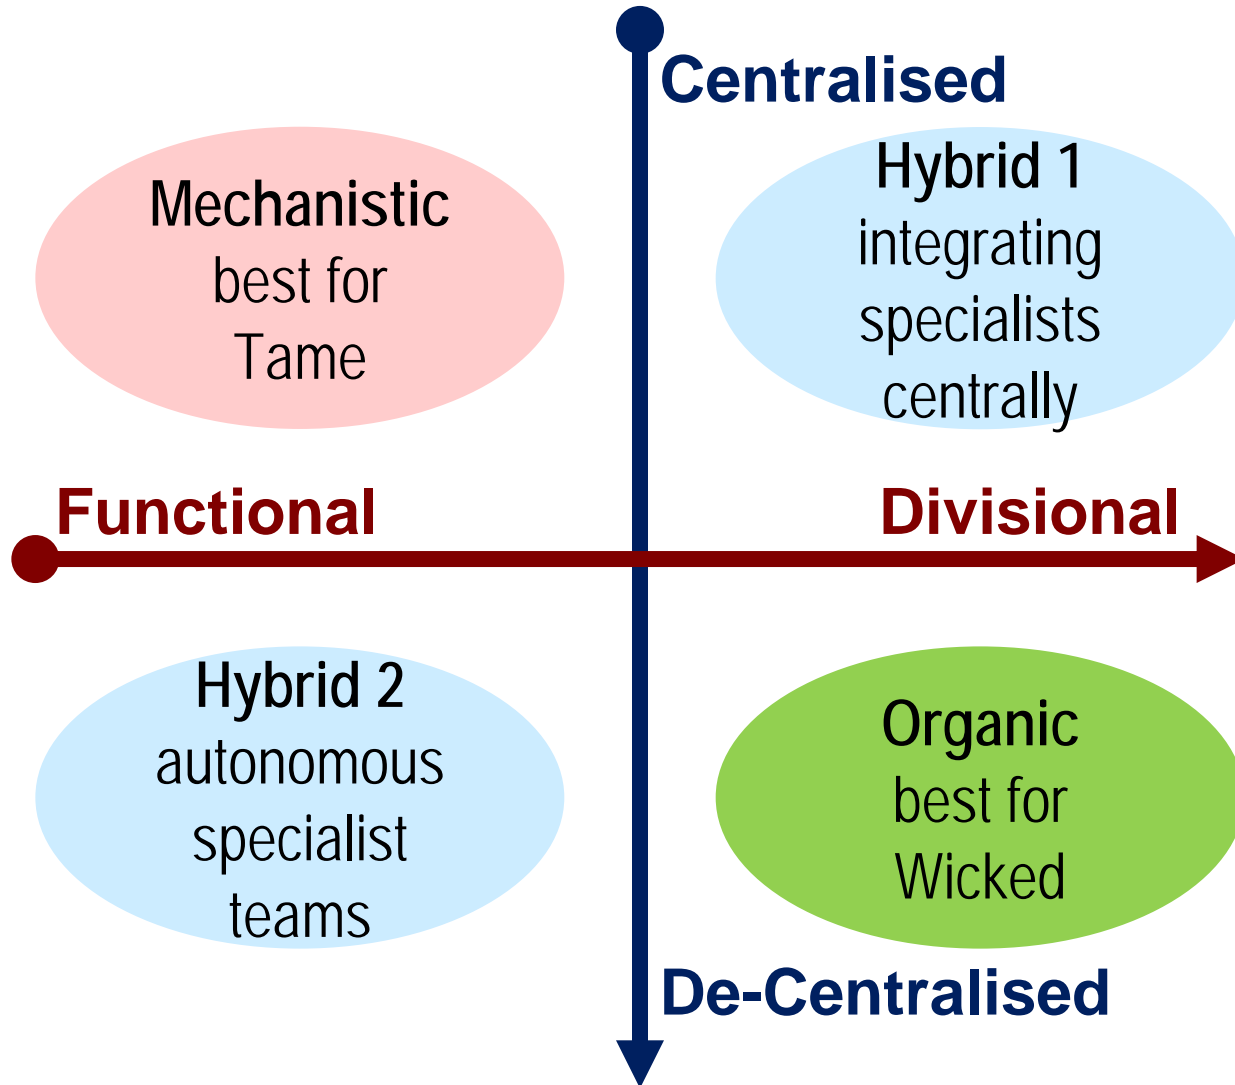 Centralised
Mechanistic
best for
Tame
Hybrid 1
integrating
specialists
centrally
Functional
Divisional
Hybrid 2
autonomous
specialist
teams
Organic
best for
Wicked
De-Centralised